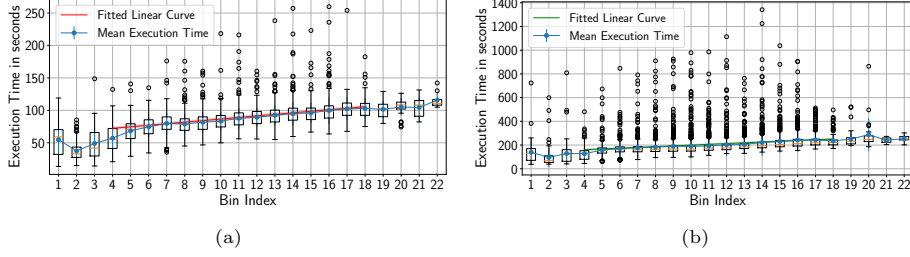 Execution Time in seconds
250
200
150
100
50
Fitted Linear Curve
Mean Execution Time
1 2 3 4 5 6 7 8 9 10 11 12 13 14 15 16 17 18 19 20 21 22
Bin Index
(a)
Execution Time in seconds
1400
1200
1000
800
600
400
200
0
Fitted Linear Curve
Mean Execution Time
1 2 3 4 5 6 7 8 9 10 11 12 13 14 15 16 17 18 19 20 21 22
Bin Index
(b)